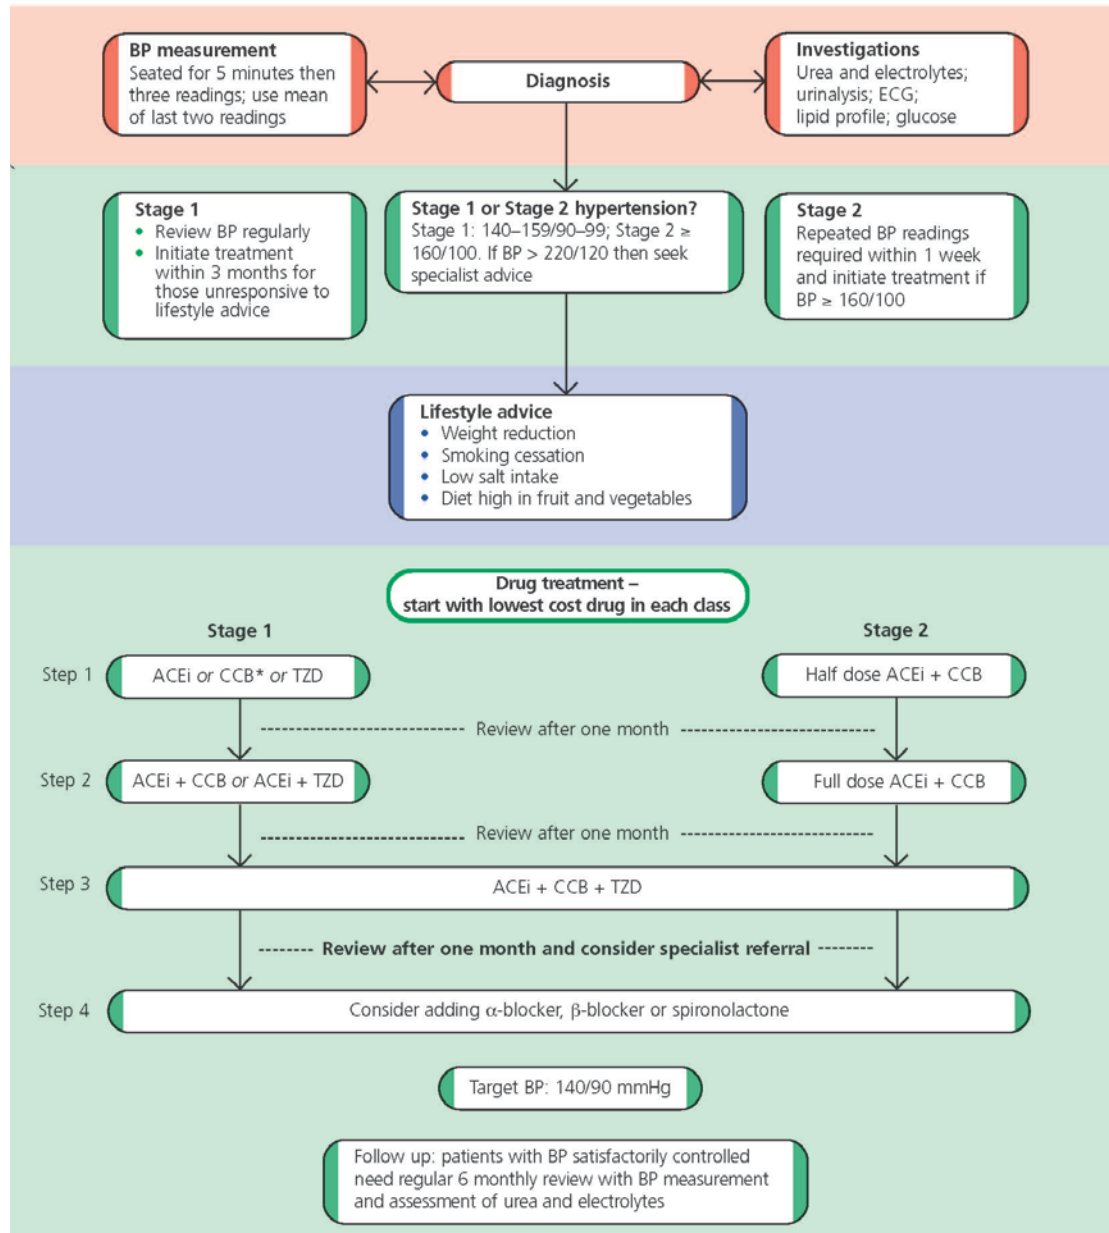 BP measurement
Seated for 5 minutes then
three readings; use mean
of last two readings
Diagnosis
Investigations
Urea and electrolytes;
urinalysis; ECG;
lipid profile; glucose
Stage 1
• Review BP regularly
• Initiate treatment
within 3 months for
those unresponsive to
lifestyle advice
Stage 1 or Stage 2 hypertension?
Stage 1: 140–159/90–99; Stage 2 ≥
160/100. If BP > 220/120 then seek
specialist advice
Stage 2
Repeated BP readings
required within 1 week
and initiate treatment if
BP ≥ 160/100
Lifestyle advice
• Weight reduction
• Smoking cessation
• Low salt intake
• Diet high in fruit and vegetables
Drug treatment –
start with lowest cost drug in each class
Stage 1
Stage 2
Step 1
ACEi or CCB* or TZD
Half dose ACEi + CCB
Review after one month
Step 2
ACEi + CCB or ACEi + TZD
Full dose ACEi + CCB
Review after one month
Step 3
ACEi + CCB + TZD
Review after one month and consider specialist referral
Step 4
Consider adding α-blocker, β-blocker or spironolactone
Target BP: 140/90 mmHg
Follow up: patients with BP satisfactorily controlled
need regular 6 monthly review with BP measurement
and assessment of urea and electrolytes